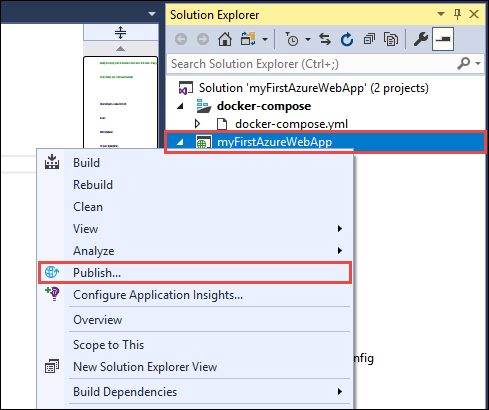 Solution Explorer
Search Solution Explorer (Ctrl+;)
Solution 'myFirstAzureWebApp' (2 projects)
docker-compose
docker-compose.yml
myFirstAzureWebApp
Build
Rebuild
Clean
View
Analyze
Publish...
Configure Application Insights...
Overview
Scope to This
New Solution Explorer View
nfig
Build Dependencies